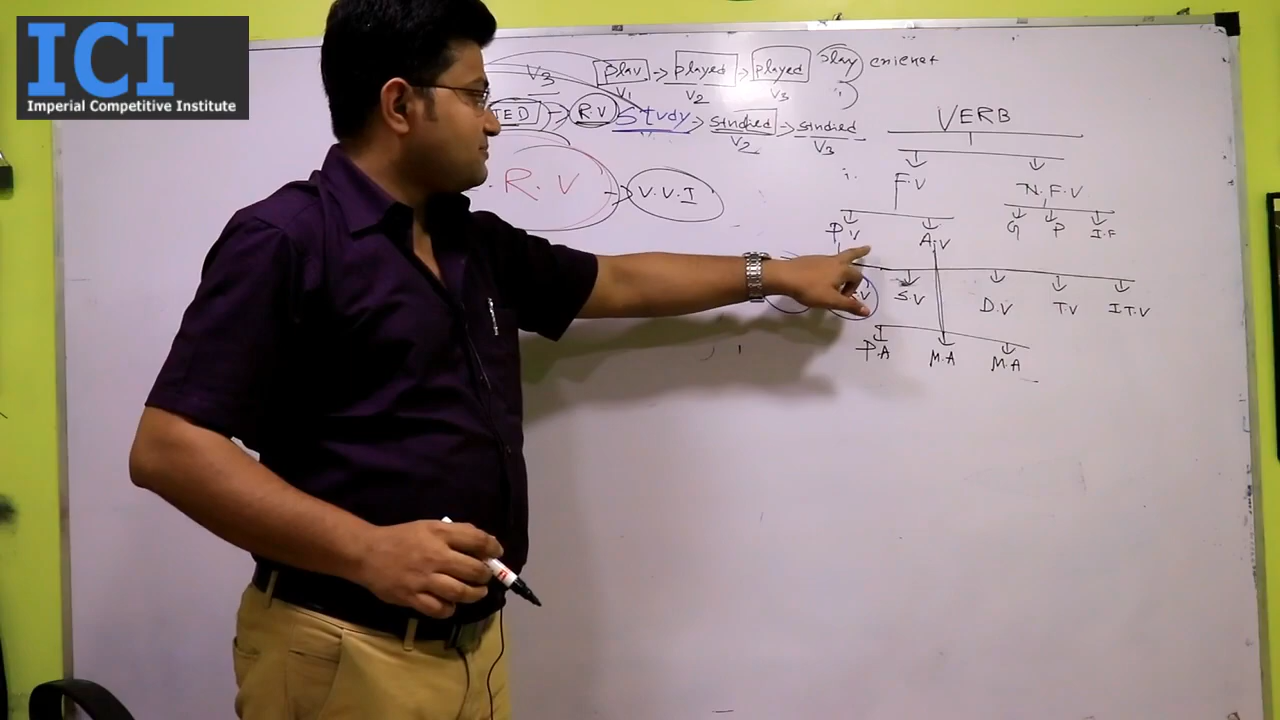 ICI
Imperial Competitive Institute
V3 play → played → played play
V1 V2 V3
TED → R.V Study → studied → studied
V2 V3
R.V → V.V.I
VERB
F.V N.F.V
P.V A.V G P I.F
S.V D.V T.V IT.V
P.A M.A M.A